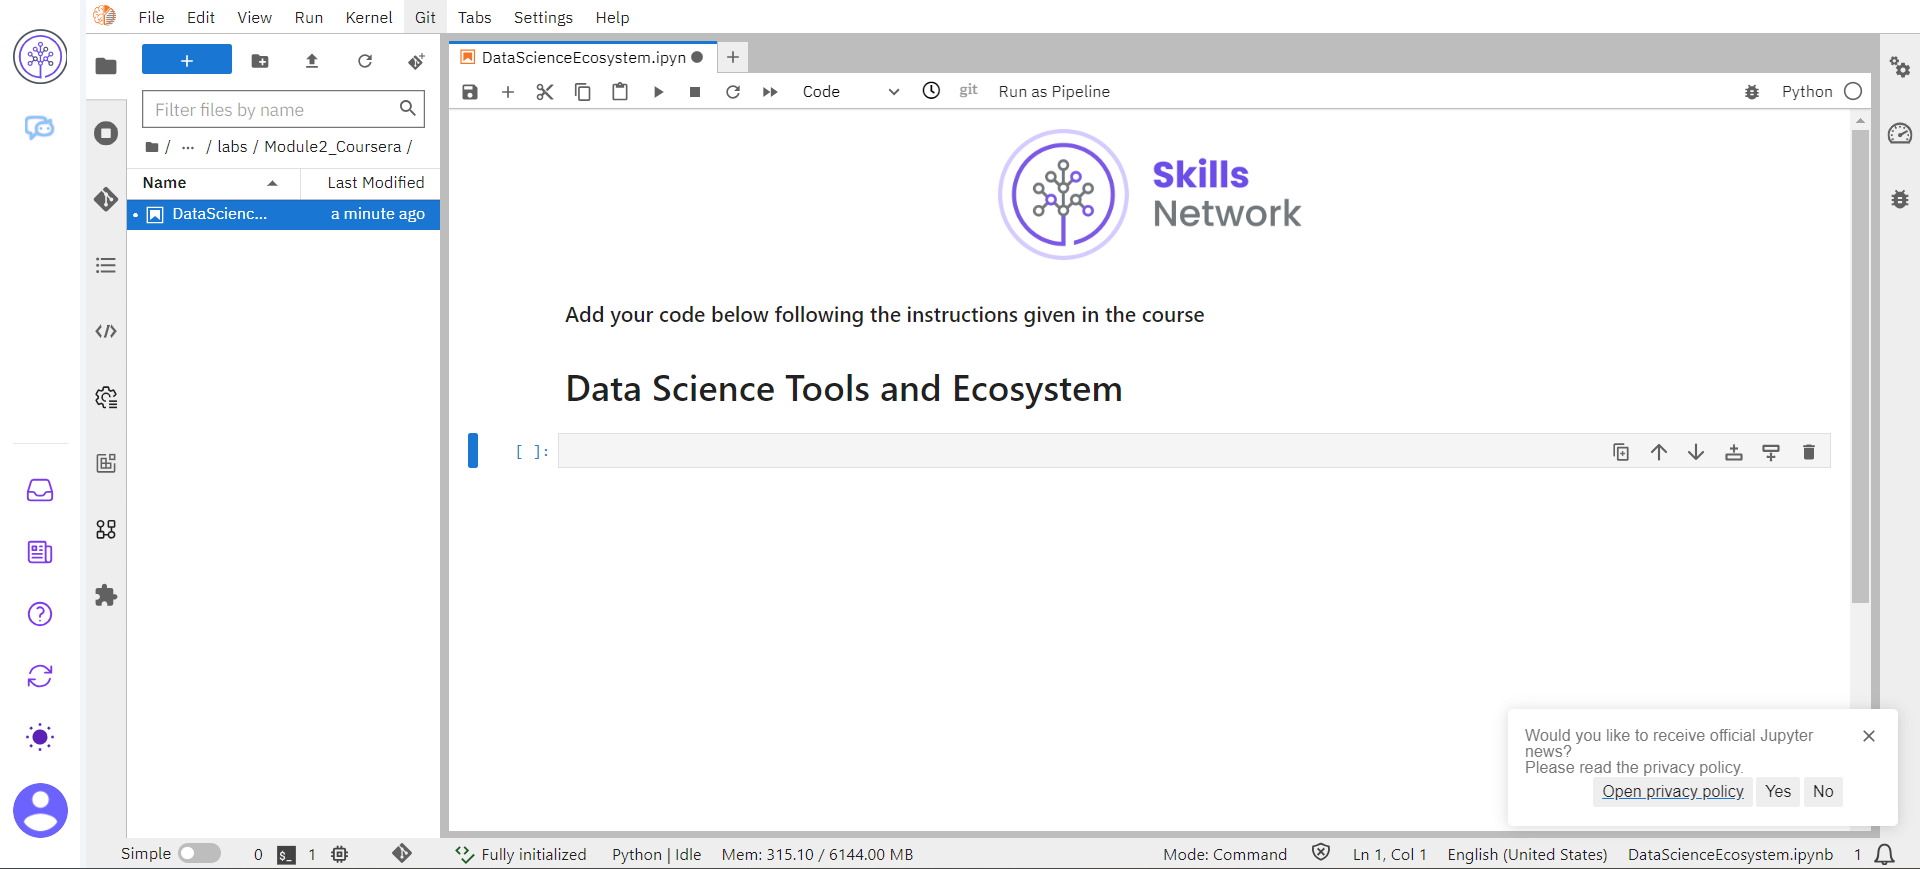 File Edit View Run Kernel Git Tabs Settings Help
Filter files by name
/ ... / labs / Module2_Coursera /
Name Last Modified
DataScienc... a minute ago
DataScienceEcosystem.ipyn
Code git Run as Pipeline Python
Skills
Network
Add your code below following the instructions given in the course
Data Science Tools and Ecosystem
[ ]:
Would you like to receive official Jupyter
news?
Please read the privacy policy.
Open privacy policy Yes No
Simple 0 $_ 1 Fully initialized Python | Idle Mem: 315.10 / 6144.00 MB Mode: Command Ln 1, Col 1 English (United States) DataScienceEcosystem.ipynb 1